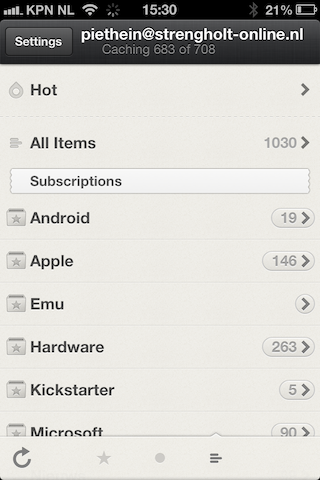 KPN NL 15:30 21%
Settings
piethein@strengholt-online.nl
Caching 683 of 708
Hot
All Items 1030
Subscriptions
Android 19
Apple 146
Emu
Hardware 263
Kickstarter 5
Microsoft 90